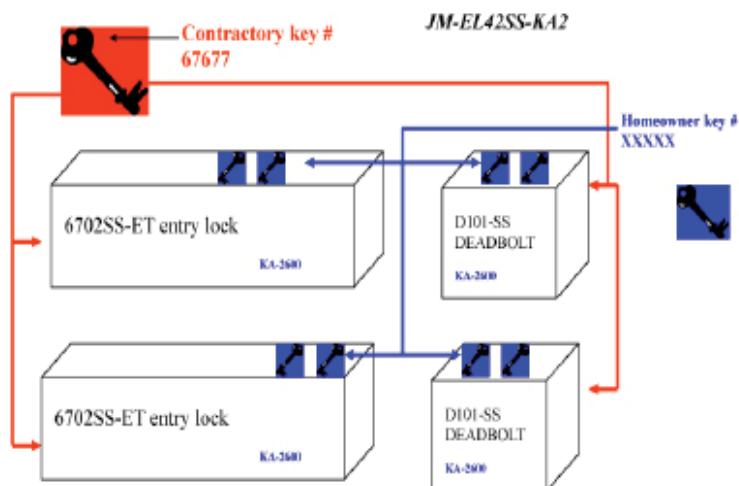 JM-EL42SS-KA2
Contractory key #
67677
Homeowner key #
XXXXX
6702SS-ET entry lock
KA-2600
D101-SS
DEADBOLT
KA-2600
6702SS-ET entry lock
KA-2600
D101-SS
DEADBOLT
KA-2600